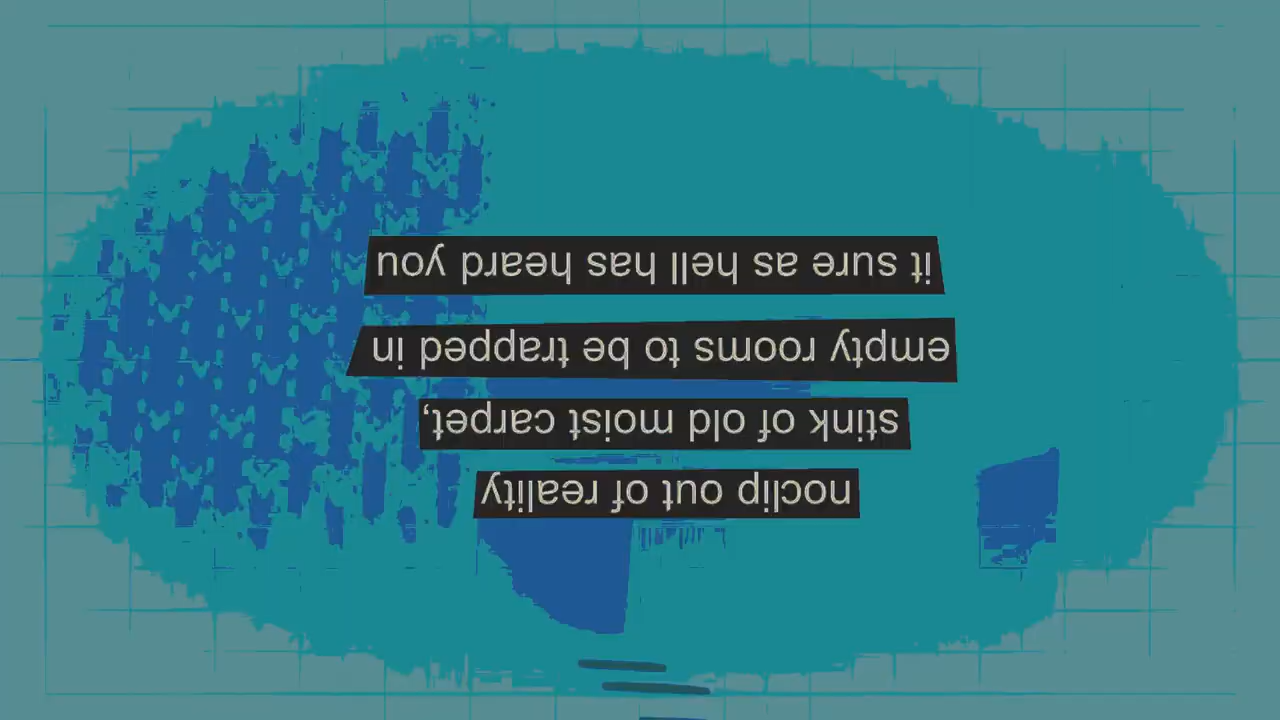 noclip out of reality
stink of old moist carpet,
empty rooms to be trapped in
it sure as hell has heard you